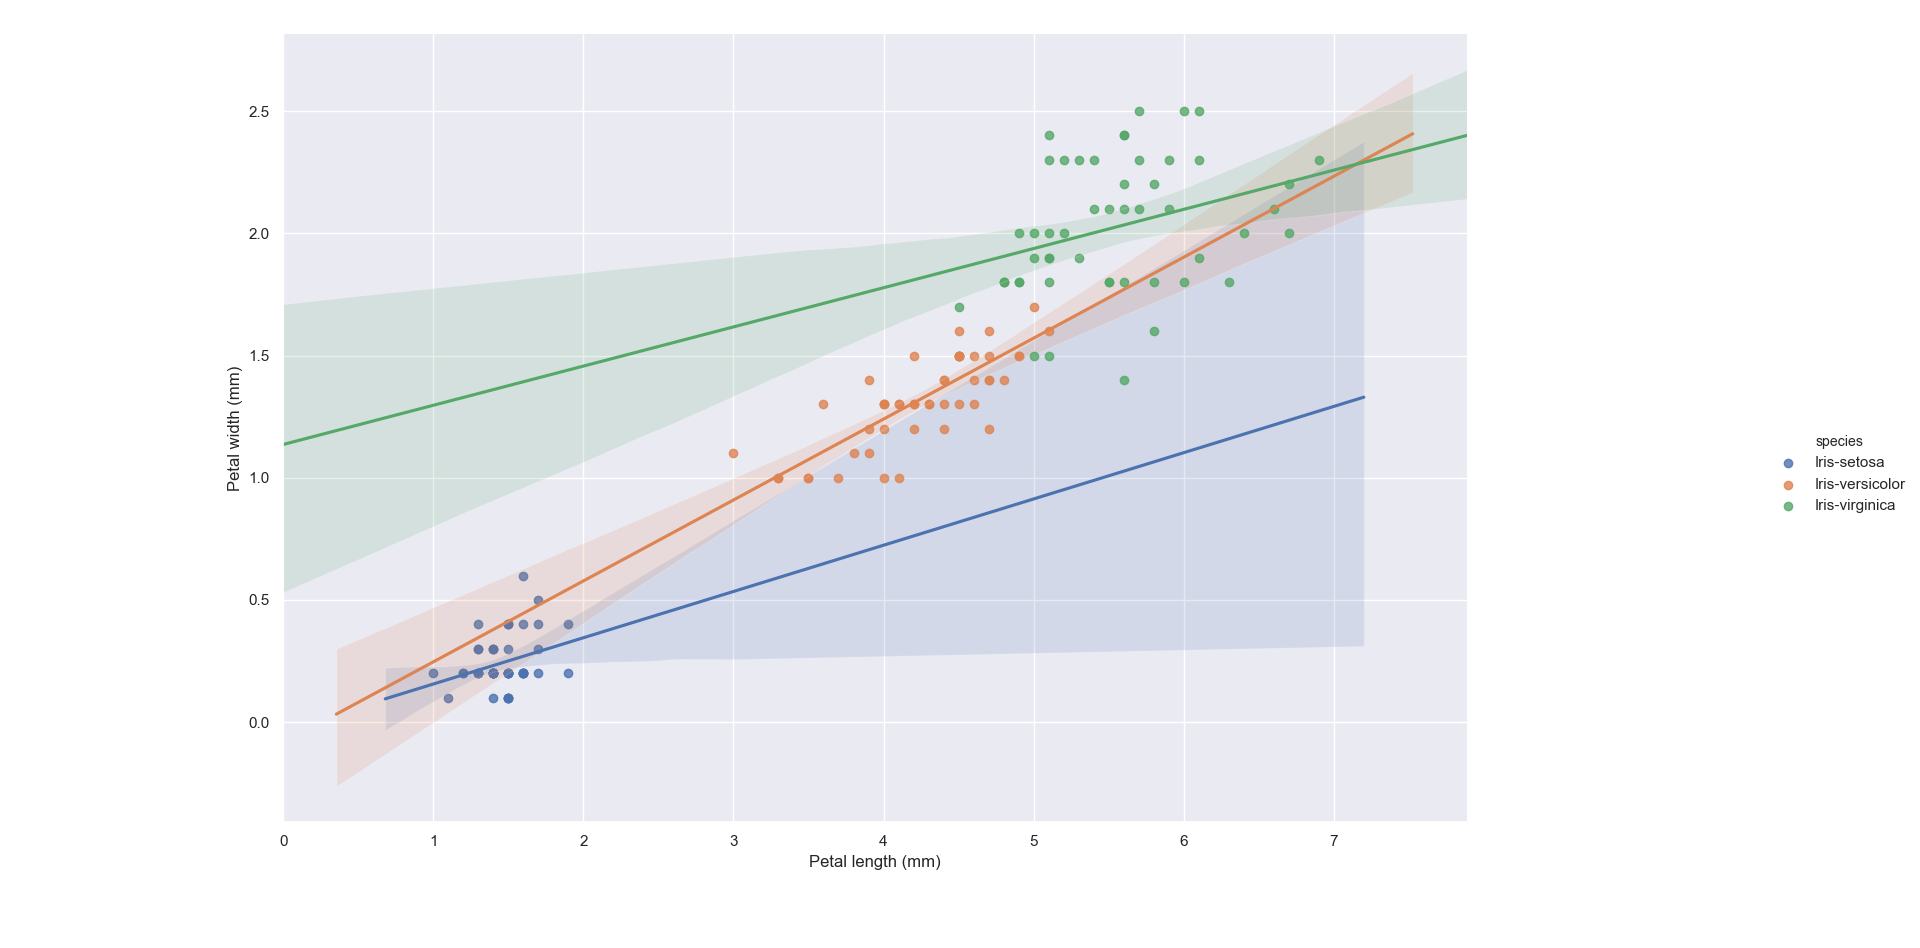 2.5
2.0
1.5
1.0
0.5
0.0
Petal width (mm)
0 1 2 3 4 5 6 7
Petal length (mm)
species
Iris-setosa
Iris-versicolor
Iris-virginica